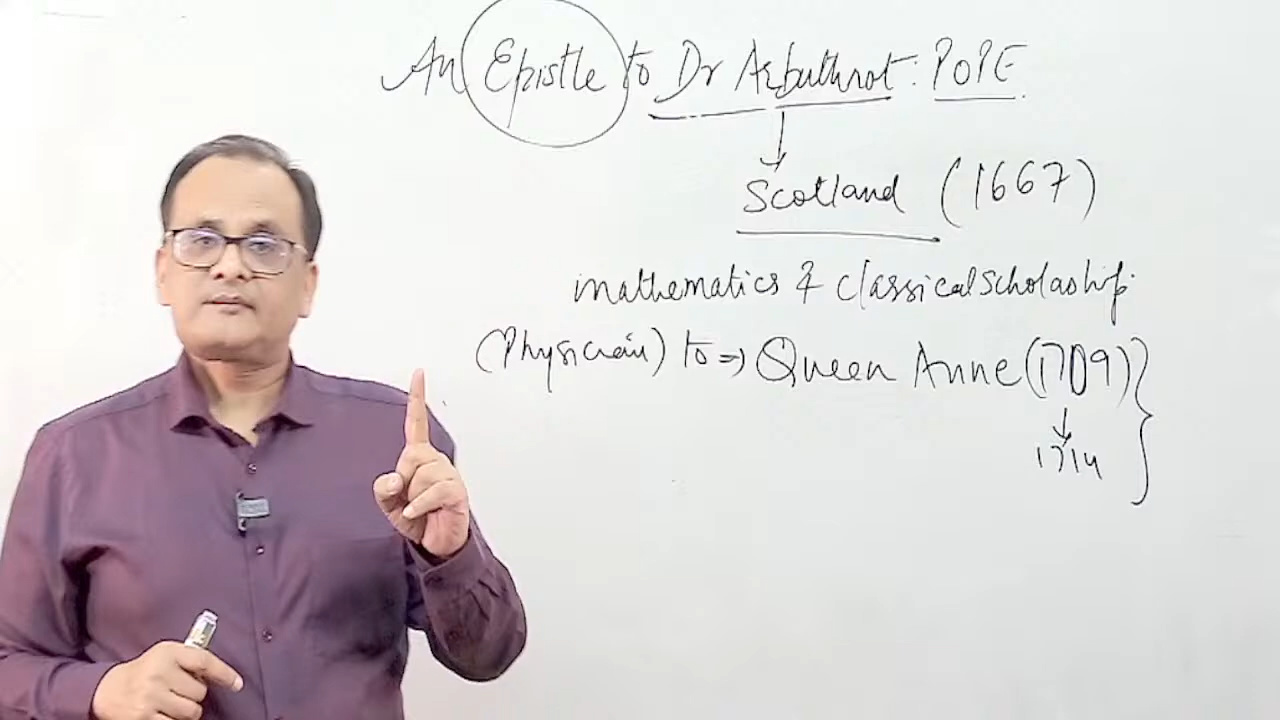 An Epistle to Dr Arbuthnot: POPE
Scotland (1667)
mathematics & classical scholarship.
(Physician) to => Queen Anne (1709)
1714